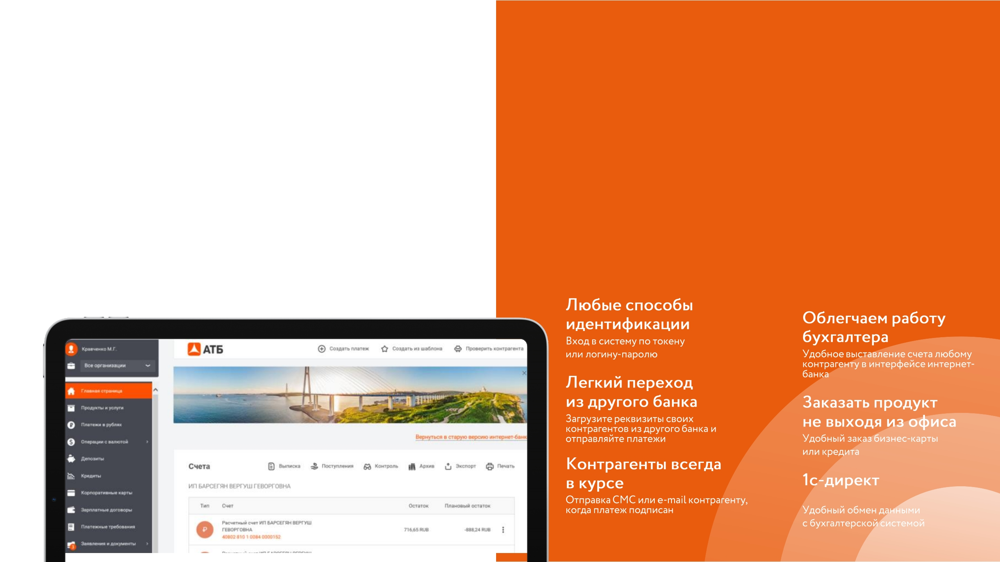 Любые способы
идентификации
Вход в систему по токену
или логину-паролю
Легкий переход
из другого банка
Загрузите реквизиты своих
контрагентов из другого банка и
отправляйте платежи
Контрагенты всегда
в курсе
Отправка СМС или e-mail контрагенту,
когда платеж подписан
Облегчаем работу
бухгалтера
Удобное выставление счета любому
контрагенту в интерфейсе интернет-
банка
Заказать продукт
не выходя из офиса
Удобный заказ бизнес-карты
или кредита
1с-директ
Удобный обмен данными
с бухгалтерской системой
Кравченко М.Г.
Все организации
Главная страница
Продукты и услуги
Платежи в рублях
Операции с валютой
Депозиты
Кредиты
Корпоративные карты
Зарплатные договоры
Платежные требования
Заявления и документы
3
АТБ
Создать платеж Создать из шаблона Проверить контрагента
Вернуться в старую версию интернет-банк
Счета Выписка Поступления Контроль Архив Экспорт Печать
ИП БАРСЕГЯН ВЕРГУШ ГЕВОРГОВНА
Тип Счет Остаток Плановый остаток
Расчетный счет ИП БАРСЕГЯН ВЕРГУШ
ГЕВОРГОВНА 716,65 RUB -888,24 RUB
40802 810 1 0084 0000152